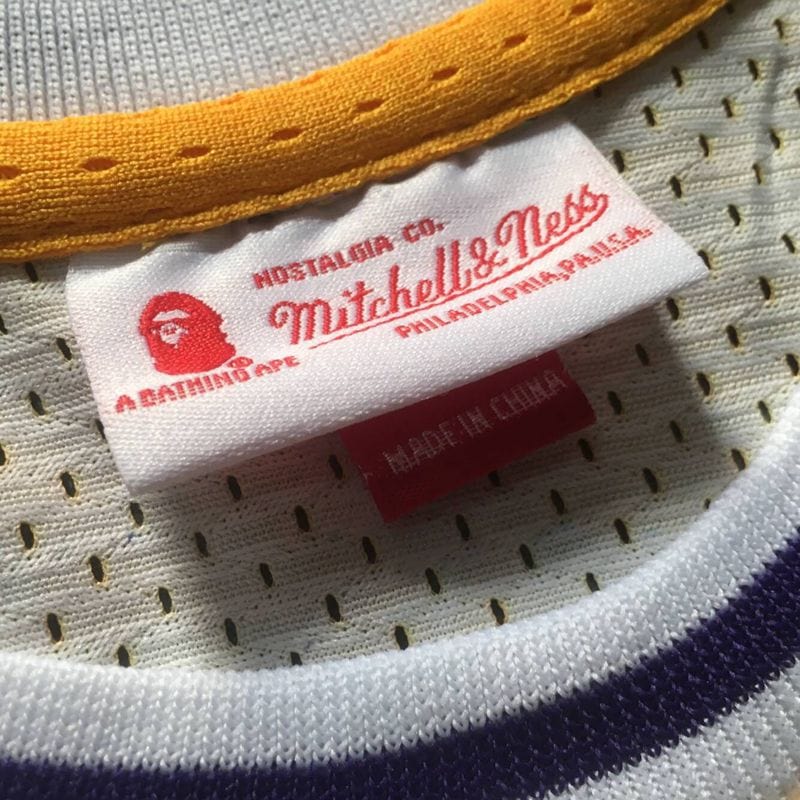 NOSTALGIA CO.
Mitchell & Ness
PHILADELPHIA, PA. U.S.A.
A BATHING APE®
MADE IN CHINA